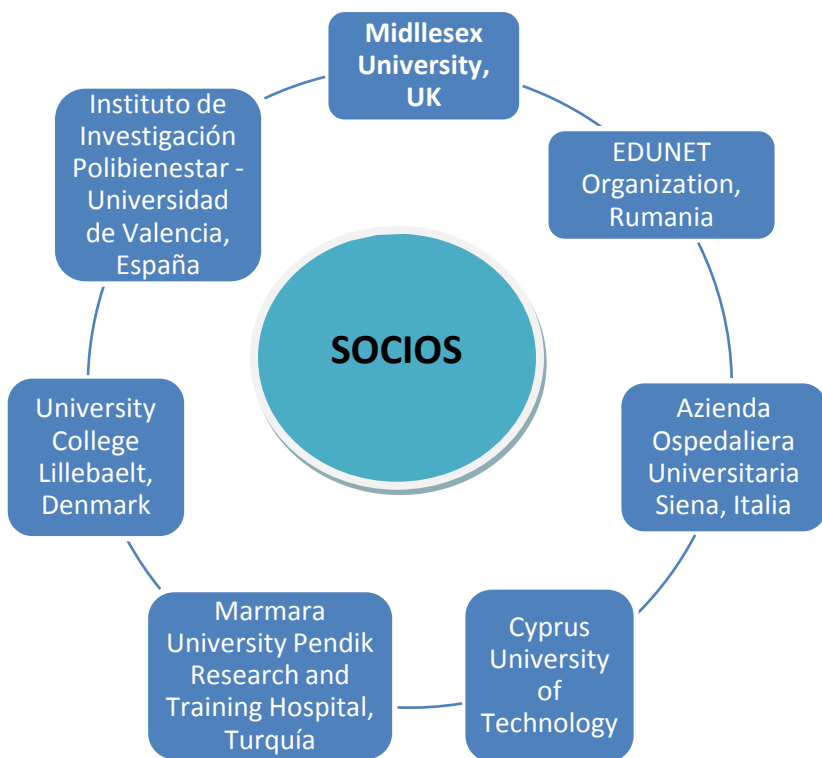 Midllesex
University,
UK
EDUNET
Organization,
Rumania
Azienda
Ospedaliera
Universitaria
Siena, Italia
Cyprus
University
of
Technology
Marmara
University Pendik
Research and
Training Hospital,
Turquía
University
College
Lillebaelt,
Denmark
Instituto de
Investigación
Polibienestar -
Universidad
de Valencia,
España
SOCIOS